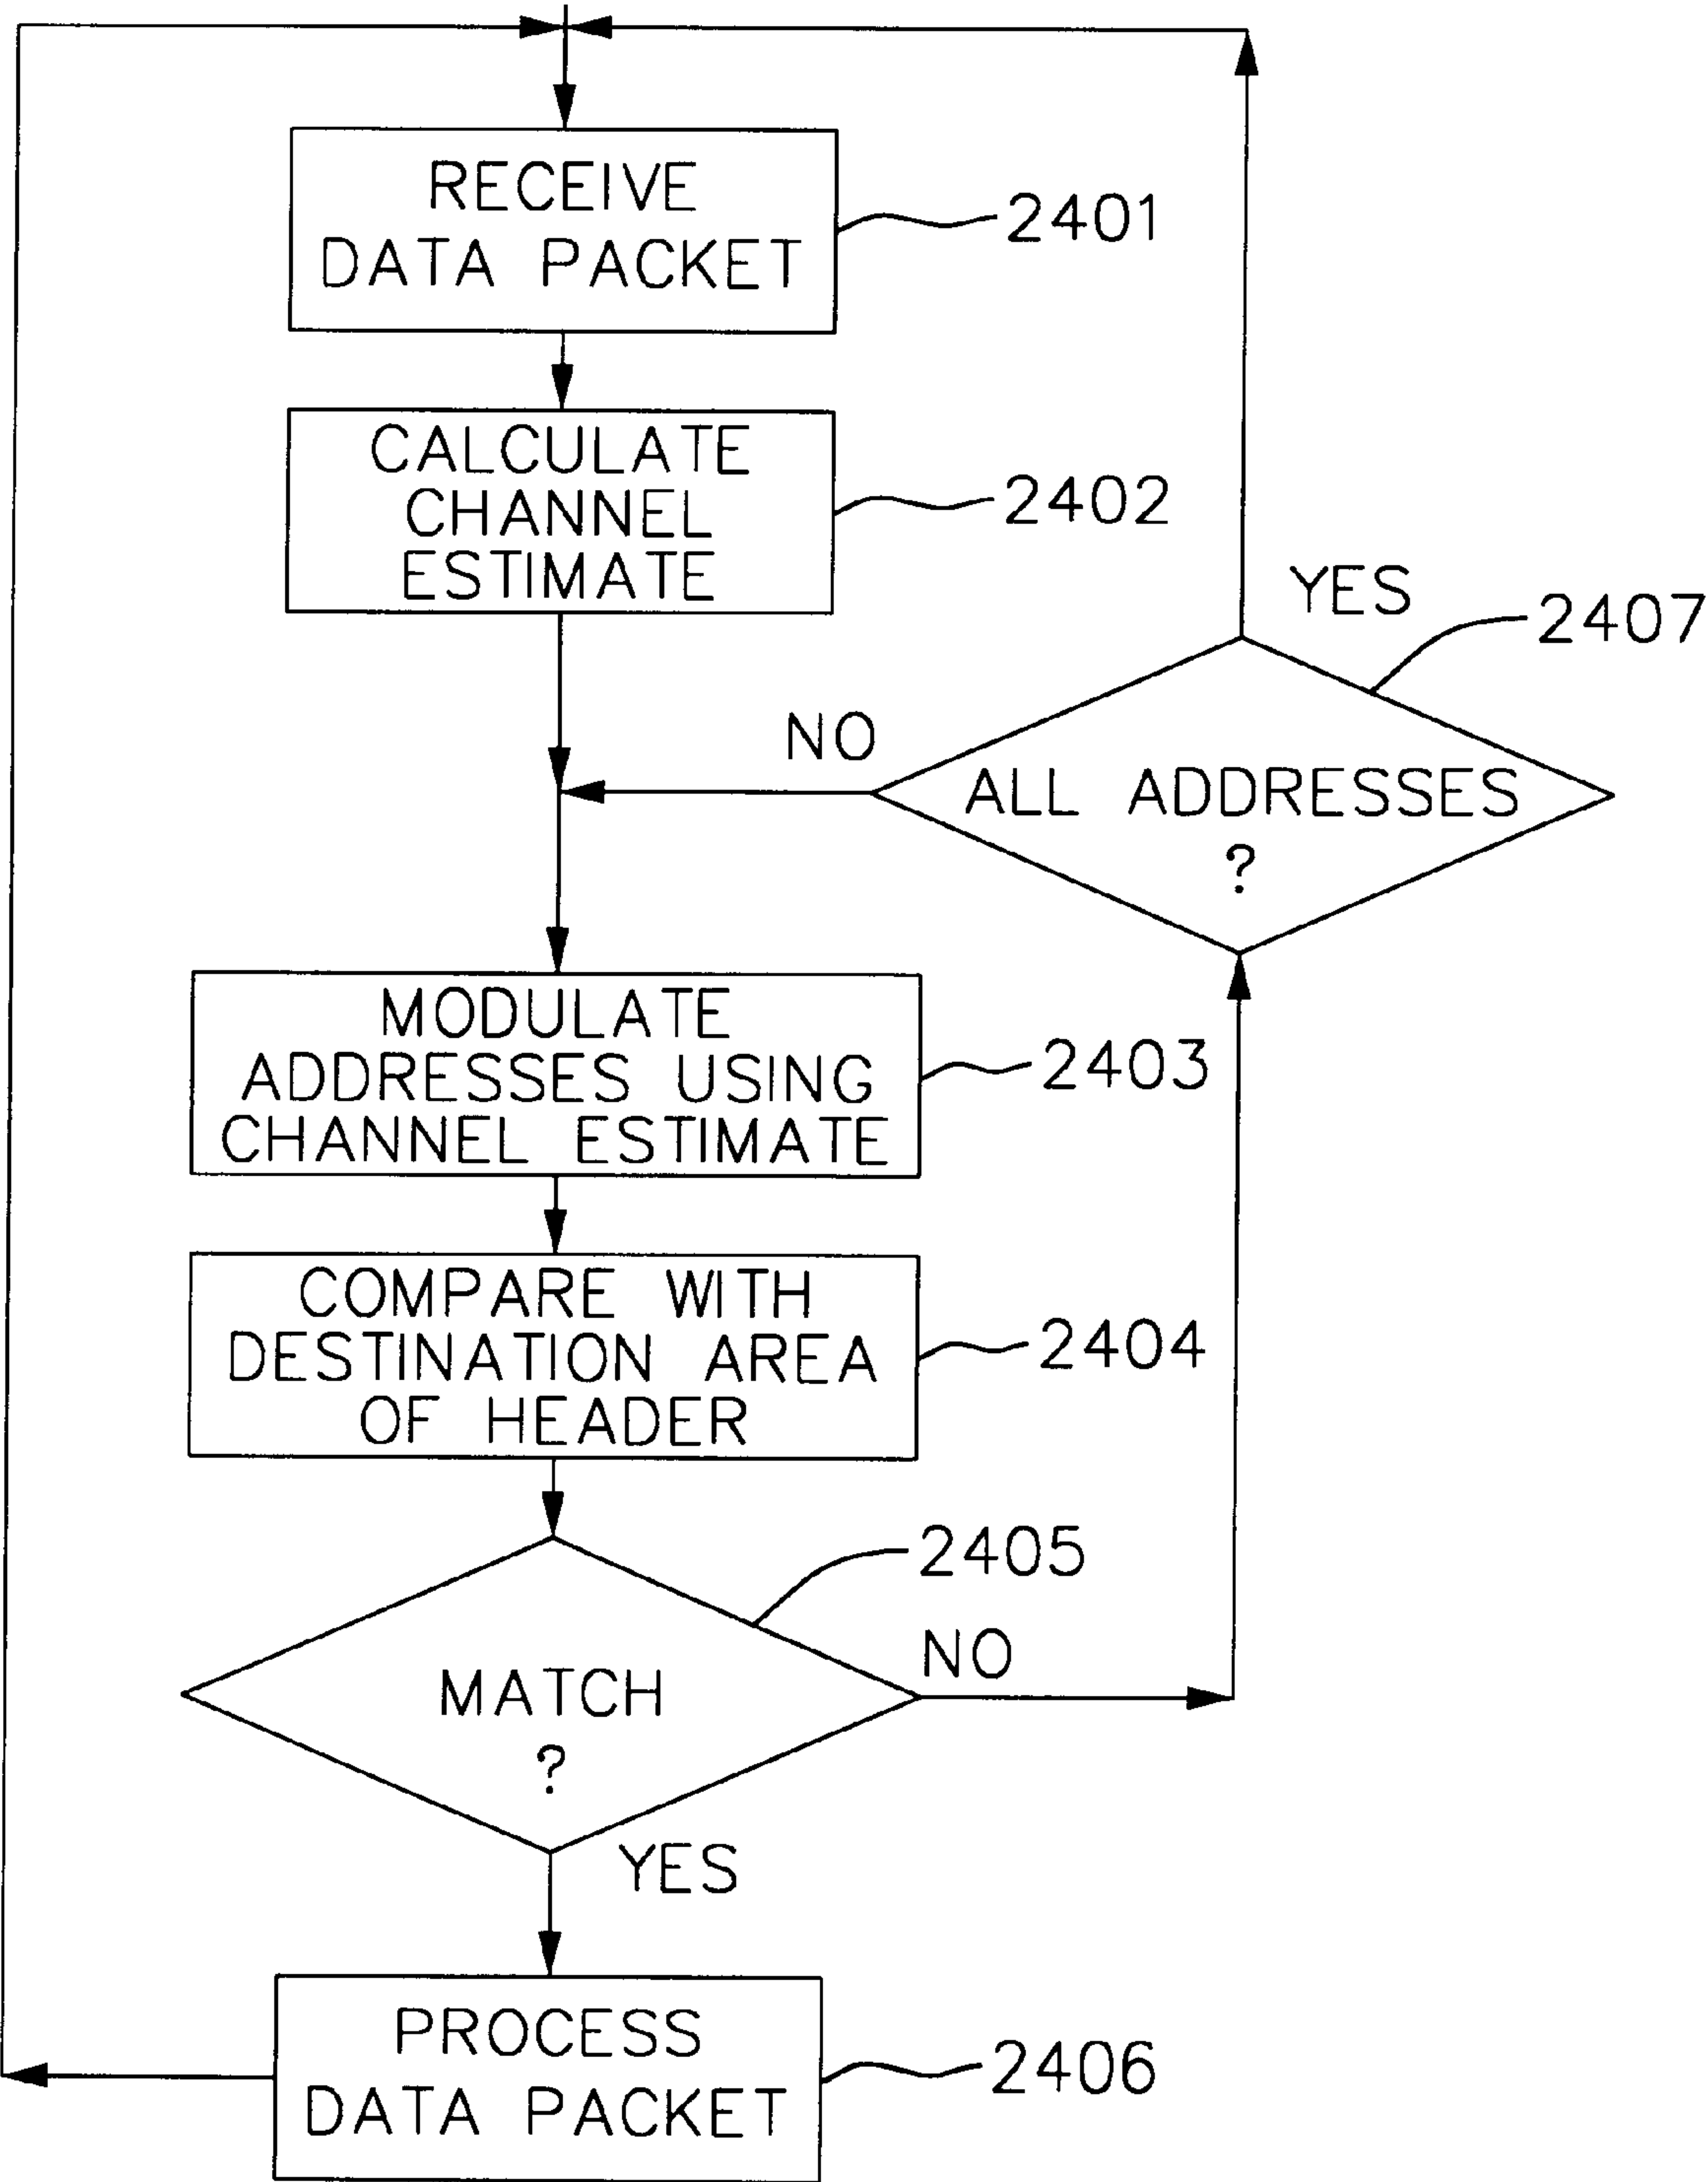 RECEIVE
DATA PACKET
2401
CALCULATE
CHANNEL
ESTIMATE
2402
YES
2407
NO
ALL ADDRESSES
?
MODULATE
ADDRESSES USING
CHANNEL ESTIMATE
2403
COMPARE WITH
DESTINATION AREA
OF HEADER
2404
2405
NO
MATCH
?
YES
PROCESS
DATA PACKET
2406